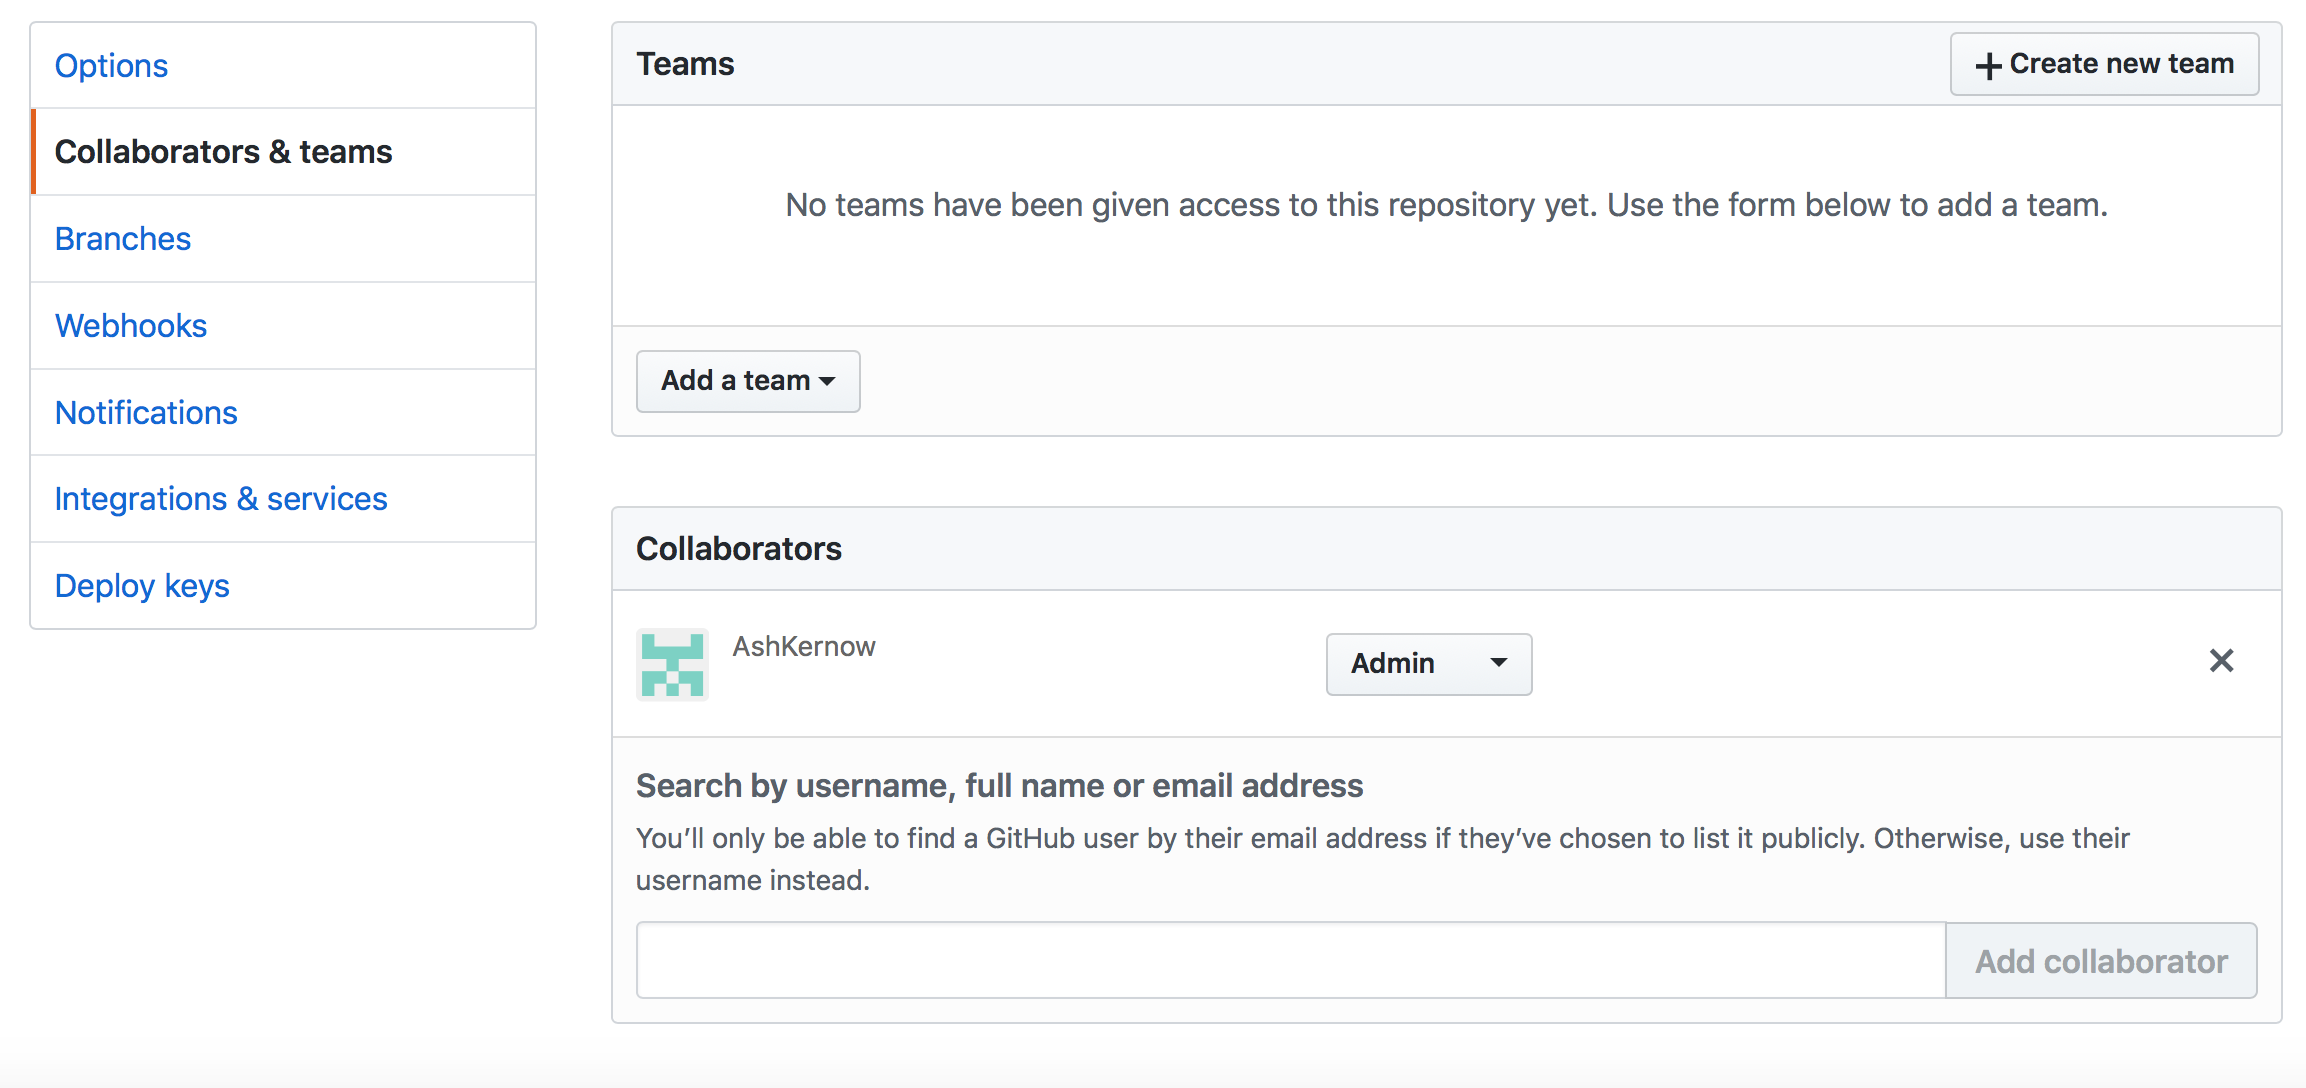 Options
Collaborators & teams
Branches
Webhooks
Notifications
Integrations & services
Deploy keys
Teams
Create new team
No teams have been given access to this repository yet. Use the form below to add a team.
Add a team
Collaborators
AshKernow
Admin
Search by username, full name or email address
You’ll only be able to find a GitHub user by their email address if they’ve chosen to list it publicly. Otherwise, use their
username instead.
Add collaborator